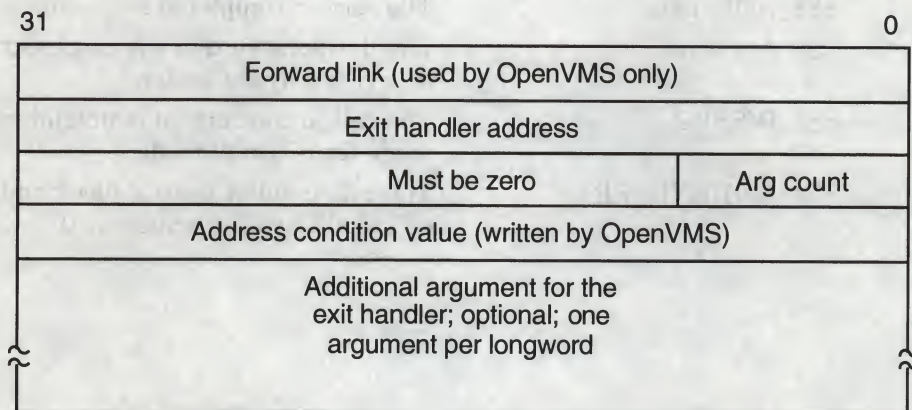 31 0
Forward link (used by OpenVMS only)
Exit handler address
Must be zero Arg count
Address condition value (written by OpenVMS)
Additional argument for the
exit handler; optional; one
argument per longword